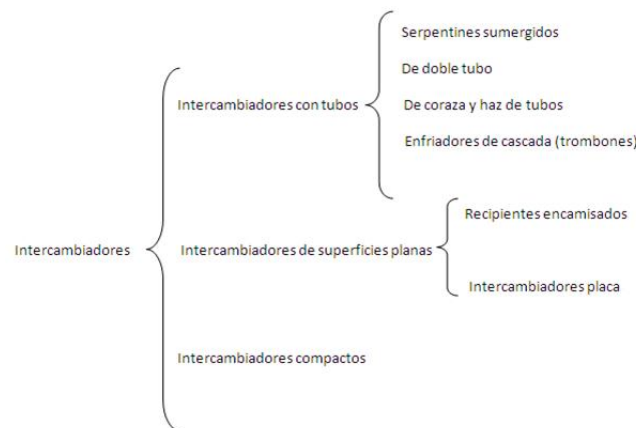 Serpentines sumergidos
De doble tubo
Intercambiadores con tubos
De coraza y haz de tubos
Enfriadores de cascada (trombones)
Recipientes encamisados
Intercambiadores
Intercambiadores de superficies planas
Intercambiadores placa
Intercambiadores compactos